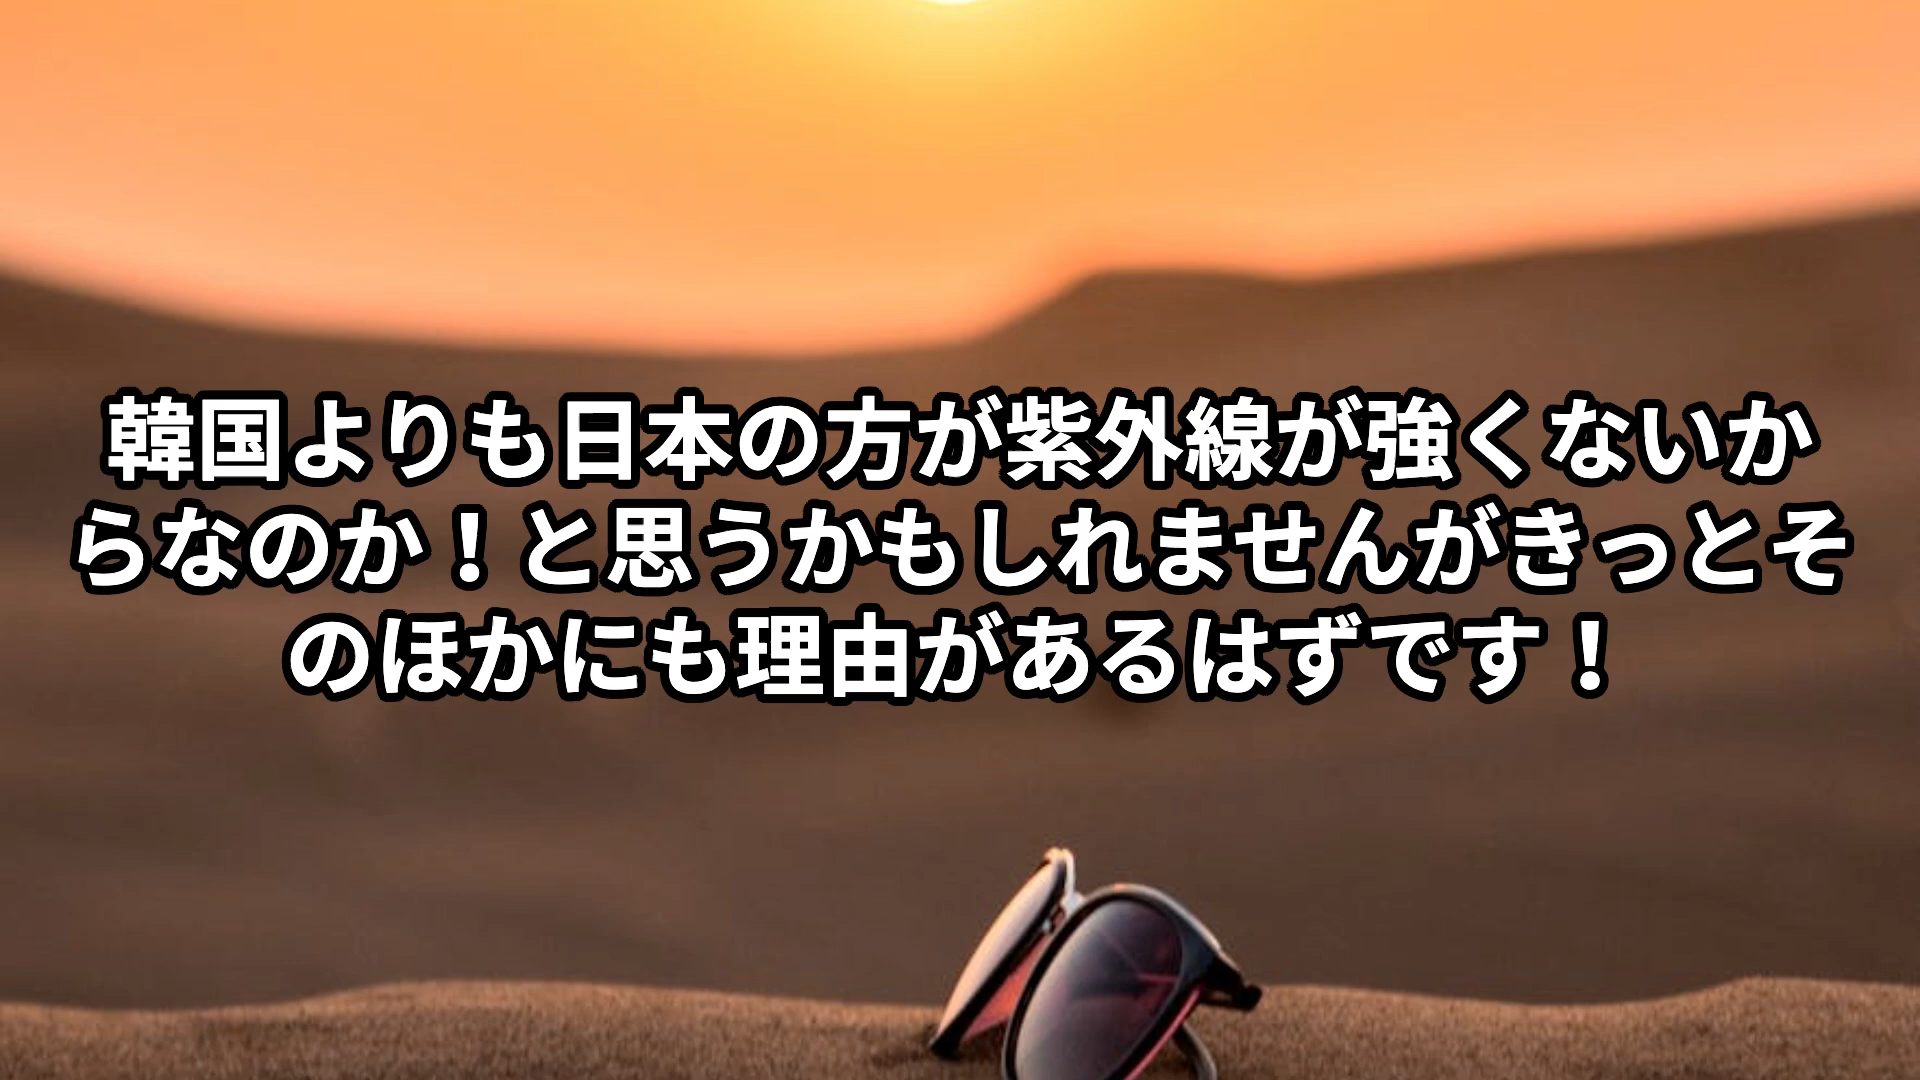 韓国よりも日本の方が紫外線が強くないか
らなのか！と思うかもしれませんがきっとそ
のほかにも理由があるはずです！